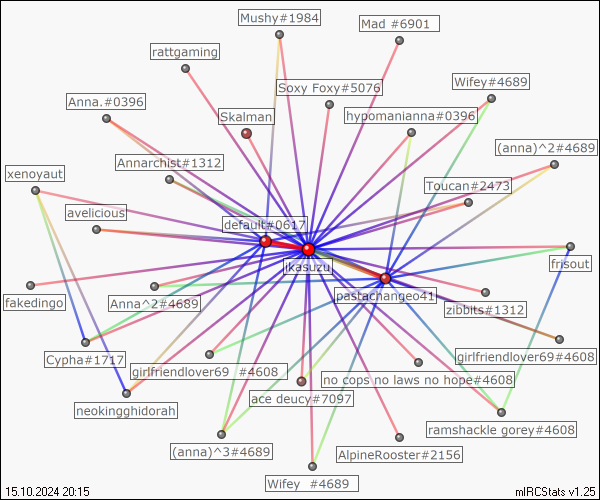 Mushy#1984
Mad #6901
rattgaming
Soxy Foxy#5076
Wifey#4689
Anna.#0396
Skalman
hypomanianna#0396
(anna)^2#4689
Annarchist#1312
xenoyaut
Toucan#2473
avelicious
default#0617
ikasuzu
frisout
pastachangeo41
fakedingo
Anna^2#4689
zibbits#1312
Cypha#1717
girlfriendlover69 #4608
girlfriendlover69#4608
no cops no laws no hope#4608
neokingghidorah
ace deucy#7097
ramshackle gorey#4608
(anna)^3#4689
AlpineRooster#2156
Wifey #4689
15.10.2024 20:15
mIRCStats v1.25